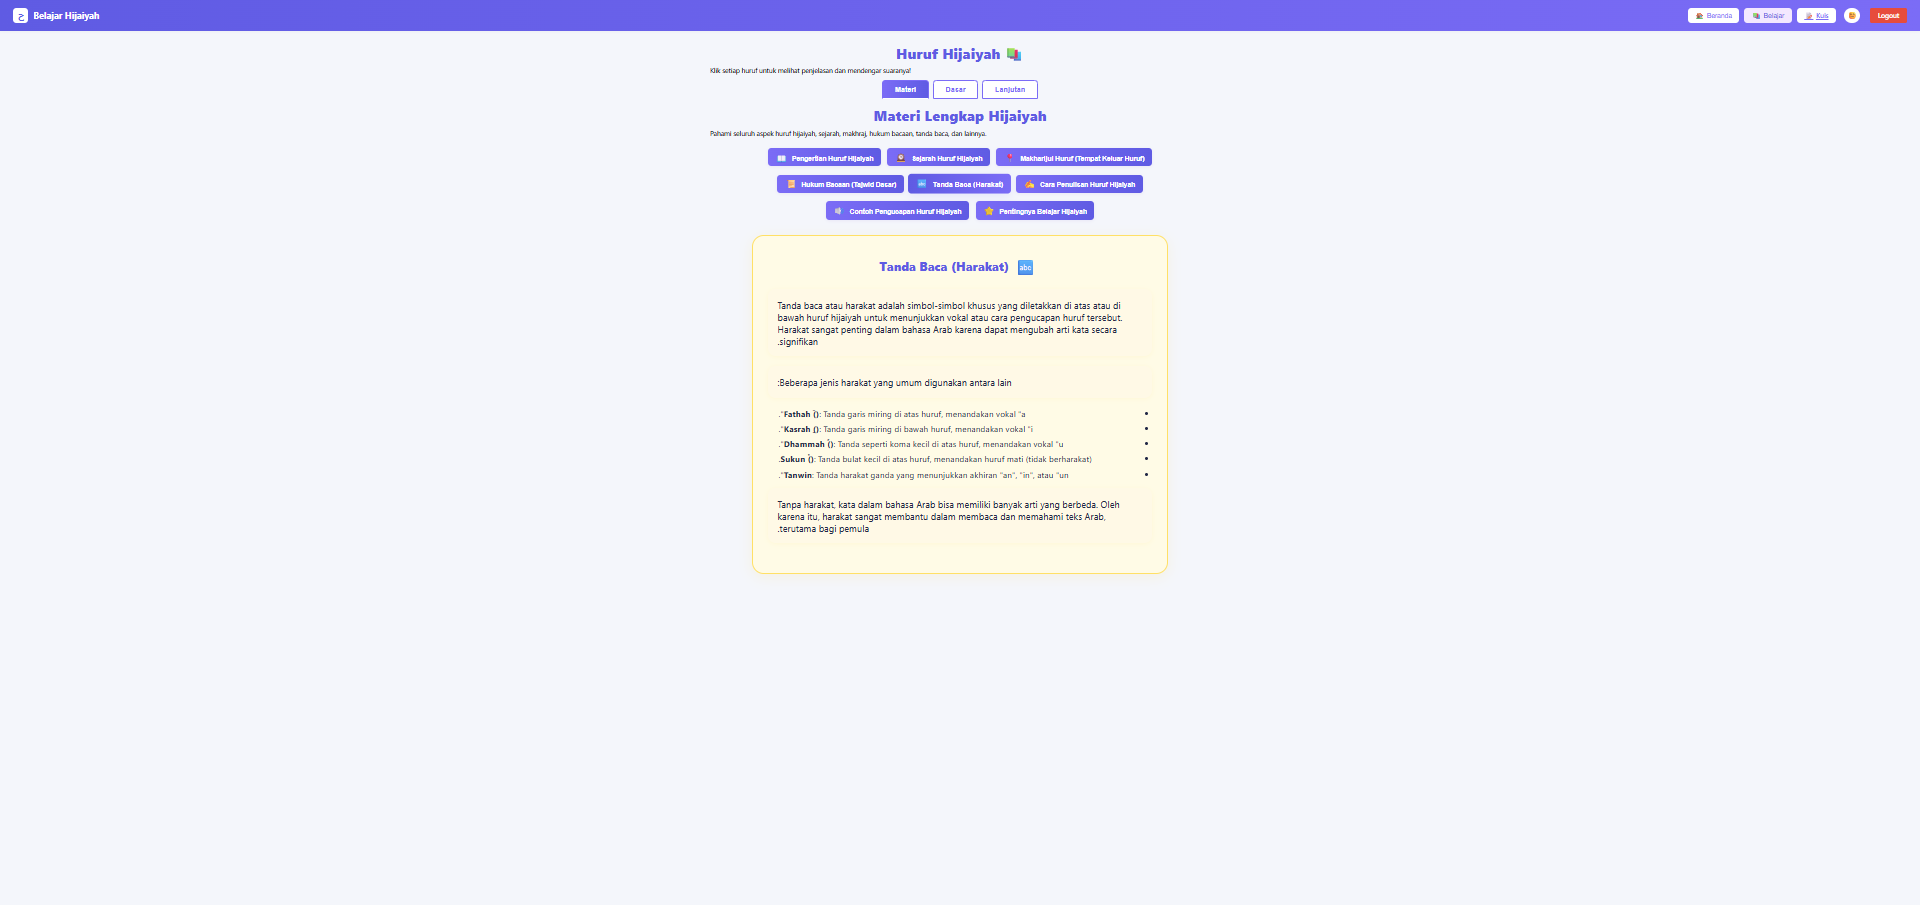 ح Belajar Hijaiyah
Beranda
Belajar
Kuis
Logout
Huruf Hijaiyah
Klik setiap huruf untuk melihat penjelasan dan mendengar suaranya!
Materi
Dasar
Lanjutan
Materi Lengkap Hijaiyah
Pahami seluruh aspek huruf hijaiyah, sejarah, makhraj, hukum bacaan, tanda baca, dan lainnya.
Pengertian Huruf Hijaiyah
Sejarah Huruf Hijaiyah
Makharijul Huruf (Tempat Keluar Huruf)
Hukum Bacaan (Tajwid Dasar)
Tanda Baca (Harakat)
Cara Penulisan Huruf Hijaiyah
Contoh Pengucapan Huruf Hijaiyah
Pentingnya Belajar Hijaiyah
Tanda Baca (Harakat) abc
Tanda baca atau harakat adalah simbol-simbol khusus yang diletakkan di atas atau di
bawah huruf hijaiyah untuk menunjukkan vokal atau cara pengucapan huruf tersebut.
Harakat sangat penting dalam bahasa Arab karena dapat mengubah arti kata secara
.signifikan
:Beberapa jenis harakat yang umum digunakan antara lain
."Fathah (َ): Tanda garis miring di atas huruf, menandakan vokal "a
."Kasrah (ِ): Tanda garis miring di bawah huruf, menandakan vokal "i
."Dhammah (ُ): Tanda seperti koma kecil di atas huruf, menandakan vokal "u
.Sukun (ْ): Tanda bulat kecil di atas huruf, menandakan huruf mati (tidak berharakat)
."Tanwin: Tanda harakat ganda yang menunjukkan akhiran "an", "in", atau "un
Tanpa harakat, kata dalam bahasa Arab bisa memiliki banyak arti yang berbeda. Oleh
karena itu, harakat sangat membantu dalam membaca dan memahami teks Arab,
.terutama bagi pemula